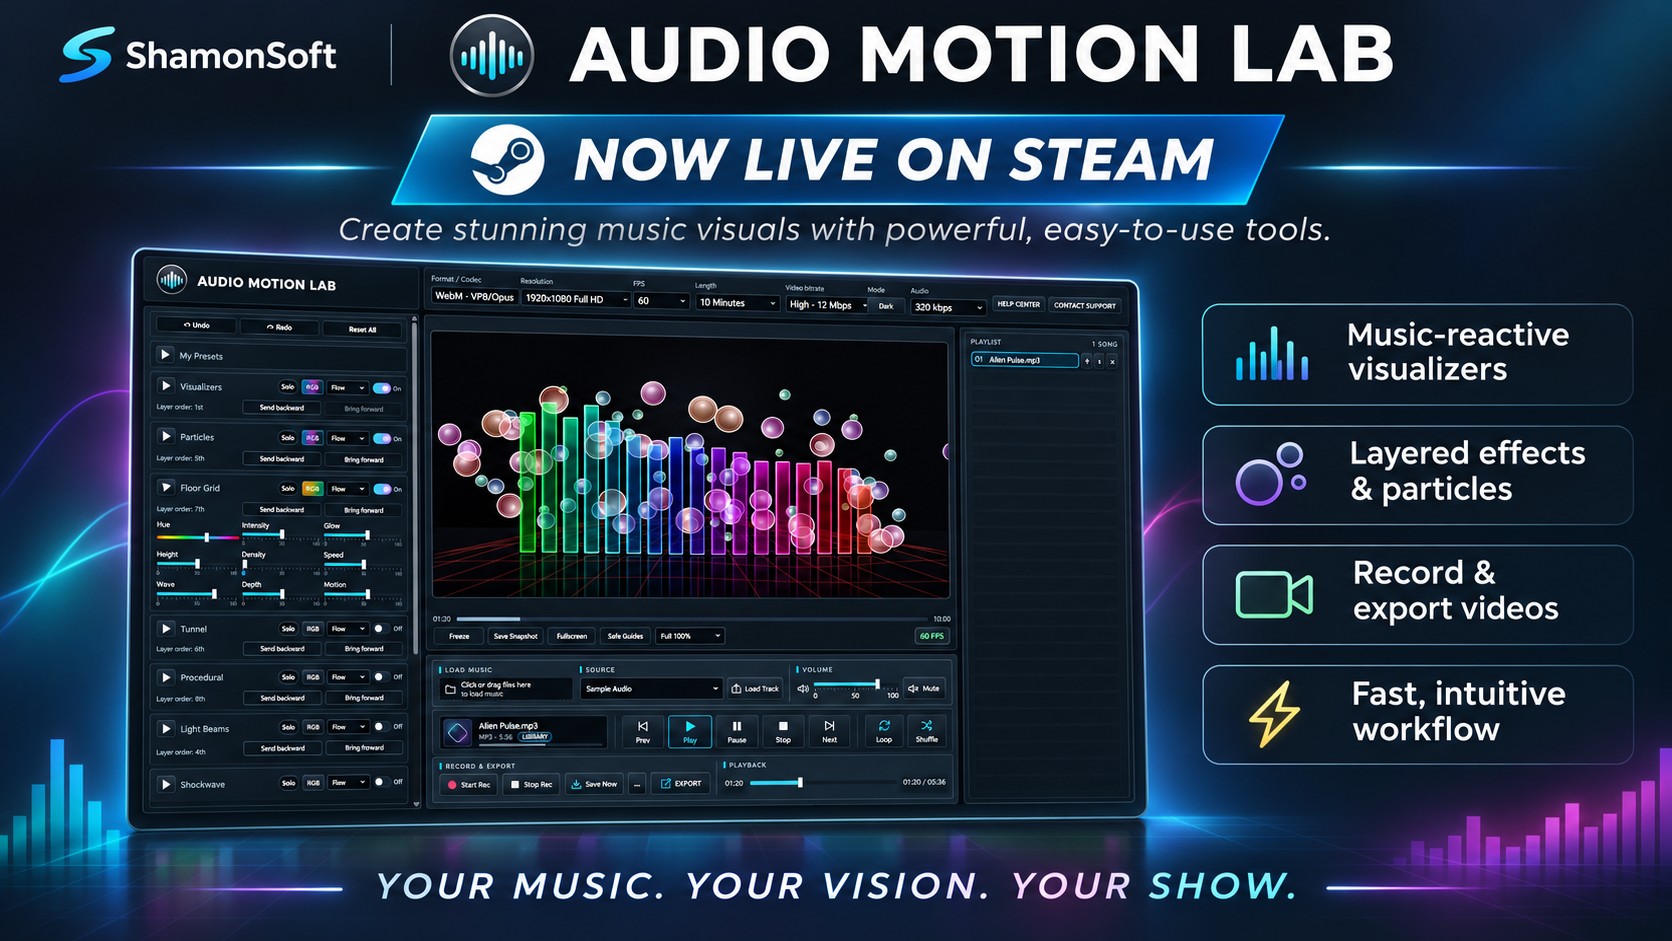 ShamonSoft
AUDIO MOTION LAB
NOW LIVE ON STEAM
Create stunning music visuals with powerful, easy-to-use tools.
AUDIO MOTION LAB
Format / Codec
WebM - VP8/Opus
Resolution
1920x1080 Full HD
FPS
60
Length
10 Minutes
Video bitrate
High - 12 Mbps
Mode
Dark
Audio
320 kbps
HELP CENTER
CONTACT SUPPORT
Undo
Redo
Reset All
My Presets
Visualizers
Solo
RGB
Flow
On
Layer order: 1st
Send backward
Bring forward
Particles
Solo
RGB
Flow
On
Layer order: 5th
Send backward
Bring forward
Floor Grid
Solo
RGB
Flow
On
Layer order: 7th
Send backward
Bring forward
Hue
Intensity
Glow
Height
Density
Speed
Wave
Depth
Motion
Tunnel
Solo
RGB
Flow
Off
Layer order: 6th
Send backward
Bring forward
Procedural
Solo
RGB
Flow
Off
Layer order: 8th
Send backward
Bring forward
Light Beams
Solo
RGB
Flow
Off
Layer order: 4th
Send backward
Bring forward
Shockwave
Solo
RGB
Flow
Off
01:20
10:00
Freeze
Save Snapshot
Fullscreen
Safe Guides
Full 100%
60 FPS
LOAD MUSIC
Click or drag files here
to load music
SOURCE
Sample Audio
Load Track
VOLUME
0 50 100
Mute
Alien Pulse.mp3
MP3 - 5:36 LIBRARY
Prev
Play
Pause
Stop
Next
Loop
Shuffle
RECORD & EXPORT
Start Rec
Stop Rec
Save Now
...
EXPORT
PLAYBACK
01:20
01:20 / 05:36
PLAYLIST
1 SONG
01 Alien Pulse.mp3
Music-reactive
visualizers
Layered effects
& particles
Record &
export videos
Fast, intuitive
workflow
YOUR MUSIC. YOUR VISION. YOUR SHOW.